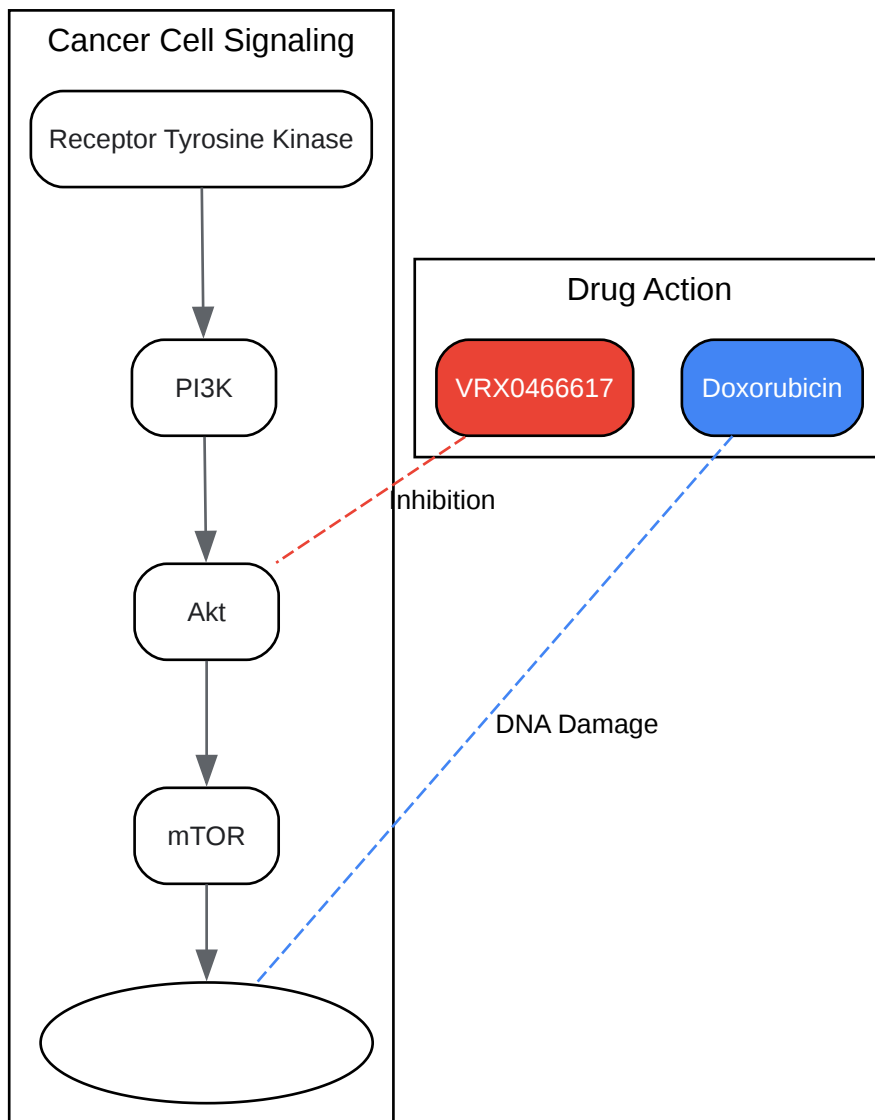 Cancer Cell Signaling
Receptor Tyrosine Kinase
Drug Action
PI3K
VRX0466617
Doxorubicin
Inhibition
Akt
DNA Damage
mTOR